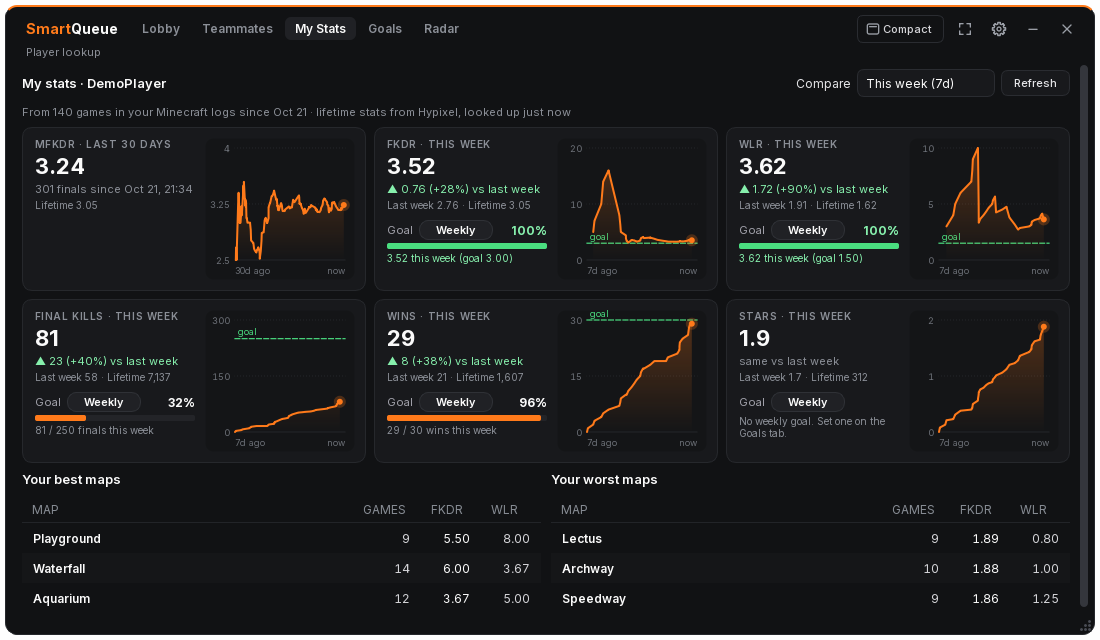 SmartQueue Lobby Teammates My Stats Goals Radar Compact
Player lookup
My stats · DemoPlayer Compare This week (7d) Refresh
From 140 games in your Minecraft logs since Oct 21 · lifetime stats from Hypixel, looked up just now
MFKDR · LAST 30 DAYS
3.24
301 finals since Oct 21, 21:34
Lifetime 3.05
4
3.25
2.5
30d ago now
FKDR · THIS WEEK
3.52
▲ 0.76 (+28%) vs last week
Last week 2.76 · Lifetime 3.05
Goal Weekly 100%
3.52 this week (goal 3.00)
20
10
goal
0
7d ago now
WLR · THIS WEEK
3.62
▲ 1.72 (+90%) vs last week
Last week 1.91 · Lifetime 1.62
Goal Weekly 100%
3.62 this week (goal 1.50)
10
5
goal
0
7d ago now
FINAL KILLS · THIS WEEK
81
▲ 23 (+40%) vs last week
Last week 58 · Lifetime 7,137
Goal Weekly 32%
81 / 250 finals this week
300
goal
150
0
7d ago now
WINS · THIS WEEK
29
▲ 8 (+38%) vs last week
Last week 21 · Lifetime 1,607
Goal Weekly 96%
29 / 30 wins this week
goal
30
15
0
7d ago now
STARS · THIS WEEK
1.9
same vs last week
Last week 1.7 · Lifetime 312
Goal Weekly
No weekly goal. Set one on the
Goals tab.
2
1
0
7d ago now
Your best maps
MAP GAMES FKDR WLR
Playground 9 5.50 8.00
Waterfall 14 6.00 3.67
Aquarium 12 3.67 5.00
Your worst maps
MAP GAMES FKDR WLR
Lectus 9 1.89 0.80
Archway 10 1.88 1.00
Speedway 9 1.86 1.25